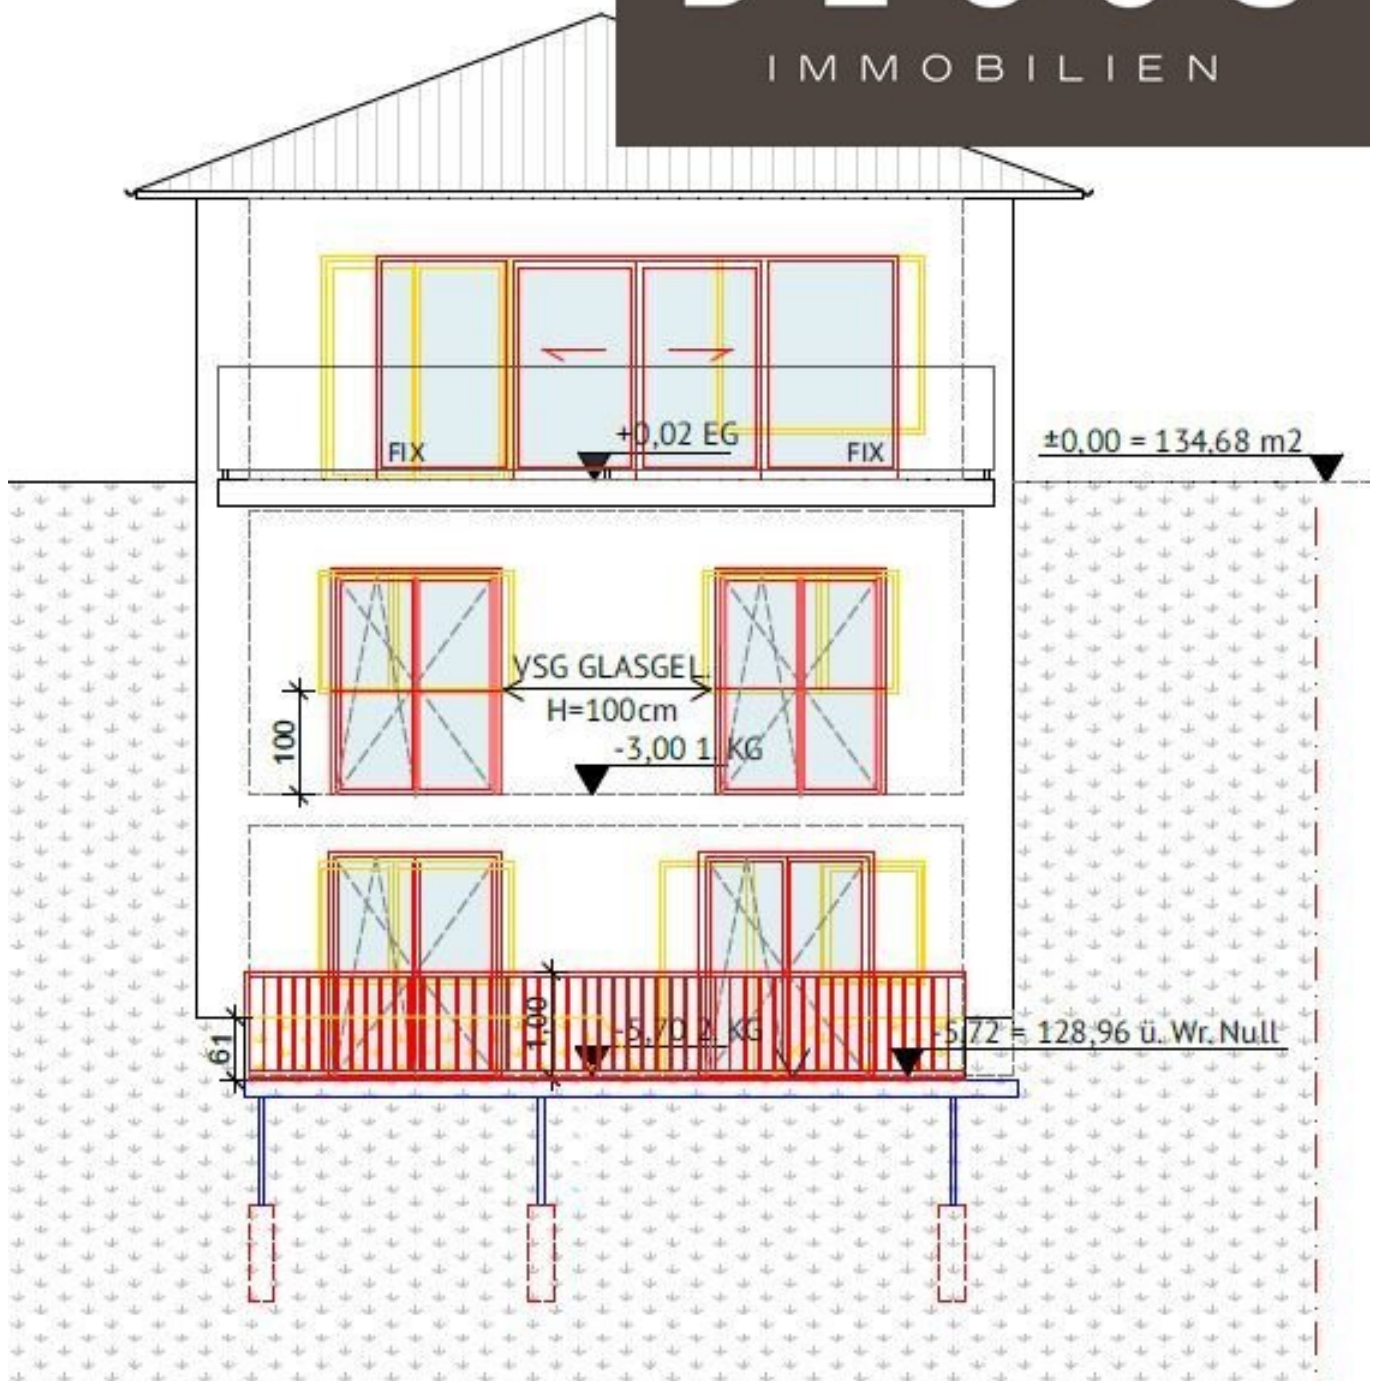 IMMOBILIEN
+0,02 EG
FIX
FIX
±0,00 = 134,68 m2
VSG GLASGEL.
H=100cm
100
-3,00 1. KG
1,00
-5,70 2. KG
-5,72 = 128,96 ü. Wr. Null
61